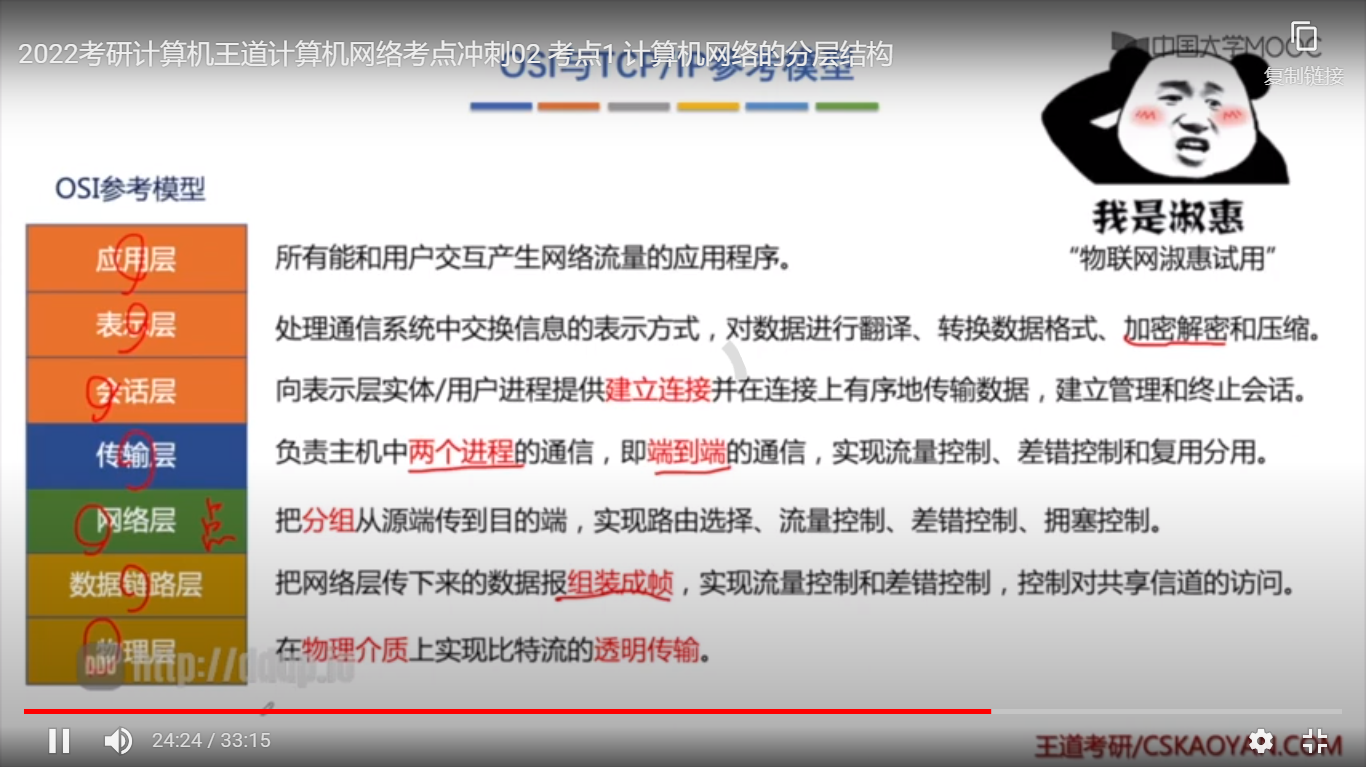 2022考研计算机王道计算机网络考点冲刺02 考点1 计算机网络的分层结构
OSI与TCP/IP参考模型
中国大学MOOC
复制链接
OSI参考模型
我是淑惠
“物联网淑惠试用”
应用层 所有能和用户交互产生网络流量的应用程序。
表示层 处理通信系统中交换信息的表示方式，对数据进行翻译、转换数据格式、加密解密和压缩。
会话层 向表示层实体/用户进程提供建立连接并在连接上有序地传输数据，建立管理和终止会话。
传输层 负责主机中两个进程的通信，即端到端的通信，实现流量控制、差错控制和复用分用。
网络层 点 把分组从源端传到目的端，实现路由选择、流量控制、差错控制、拥塞控制。
数据链路层 把网络层传下来的数据报组装成帧，实现流量控制和差错控制，控制对共享信道的访问。
物理层 在物理介质上实现比特流的透明传输。
http://ddup.io
24:24 / 33:15
王道考研/CSKAOYAN.COM